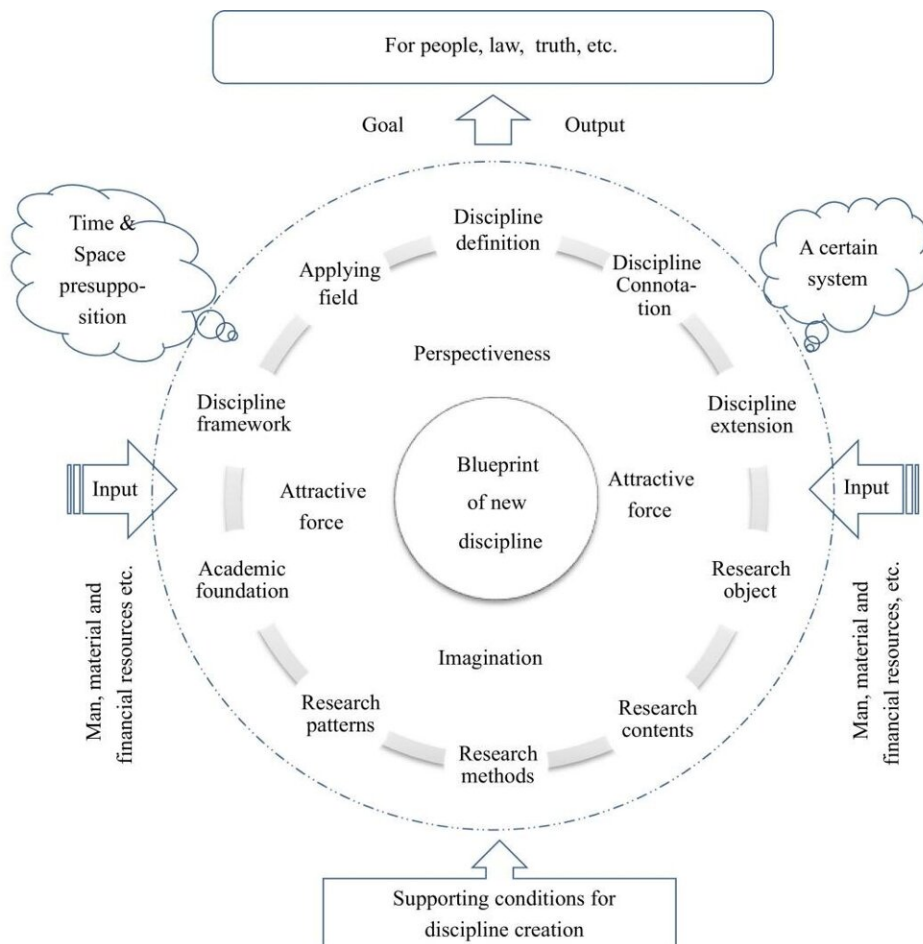 For people, law, truth, etc.
Goal
Output
Time &
Space
presuppo-
sition
A certain
system
Discipline
definition
Discipline
Connota-
tion
Applying
field
Perspectiveness
Discipline
framework
Discipline
extension
Blueprint
of new
discipline
Attractive
force
Attractive
force
Input
Input
Academic
foundation
Research
object
Imagination
Research
patterns
Research
contents
Research
methods
Man, material and
financial resources etc.
Man, material and
financial resources, etc.
Supporting conditions for
discipline creation